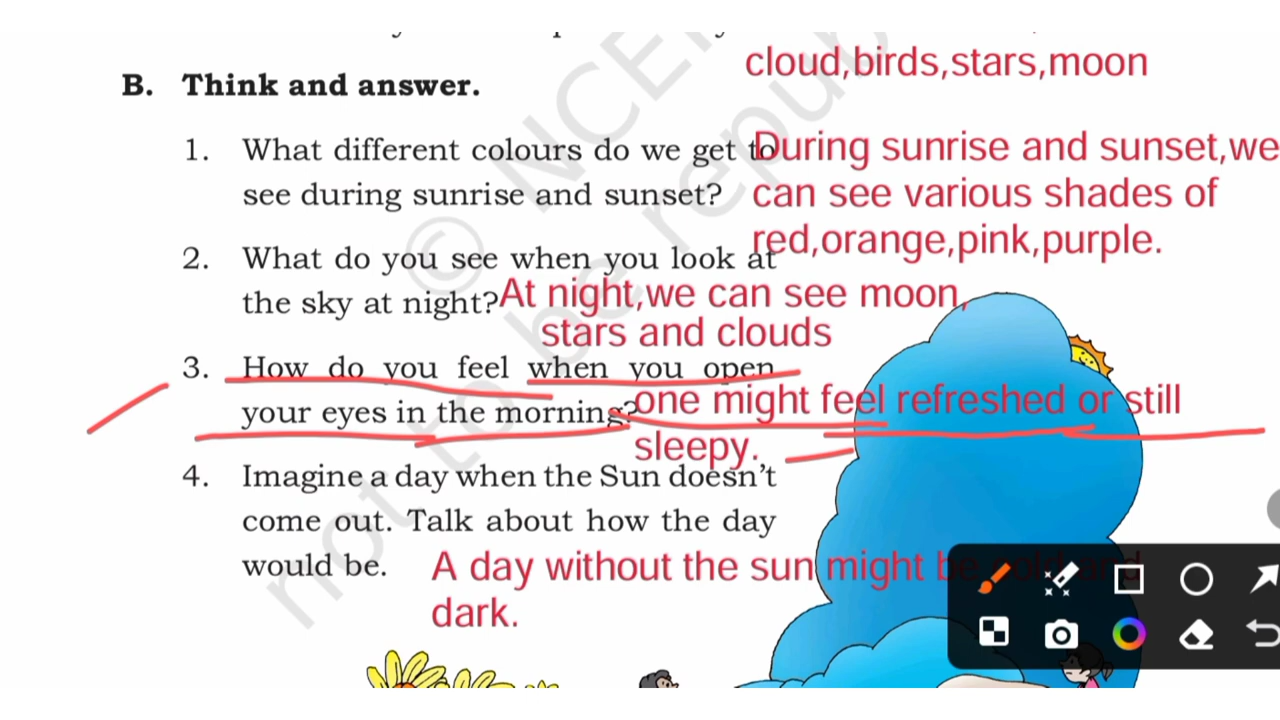 cloud,birds,stars,moon
B. Think and answer.
1. What different colours do we get to
During sunrise and sunset,we
see during sunrise and sunset?
can see various shades of
red,orange,pink,purple.
2. What do you see when you look at
the sky at night?
At night,we can see moon,
stars and clouds
3. How do you feel when you open
your eyes in the morning?
one might feel refreshed or still
sleepy.
4. Imagine a day when the Sun doesn't
come out. Talk about how the day
would be.
A day without the sun might
dark.
not to be